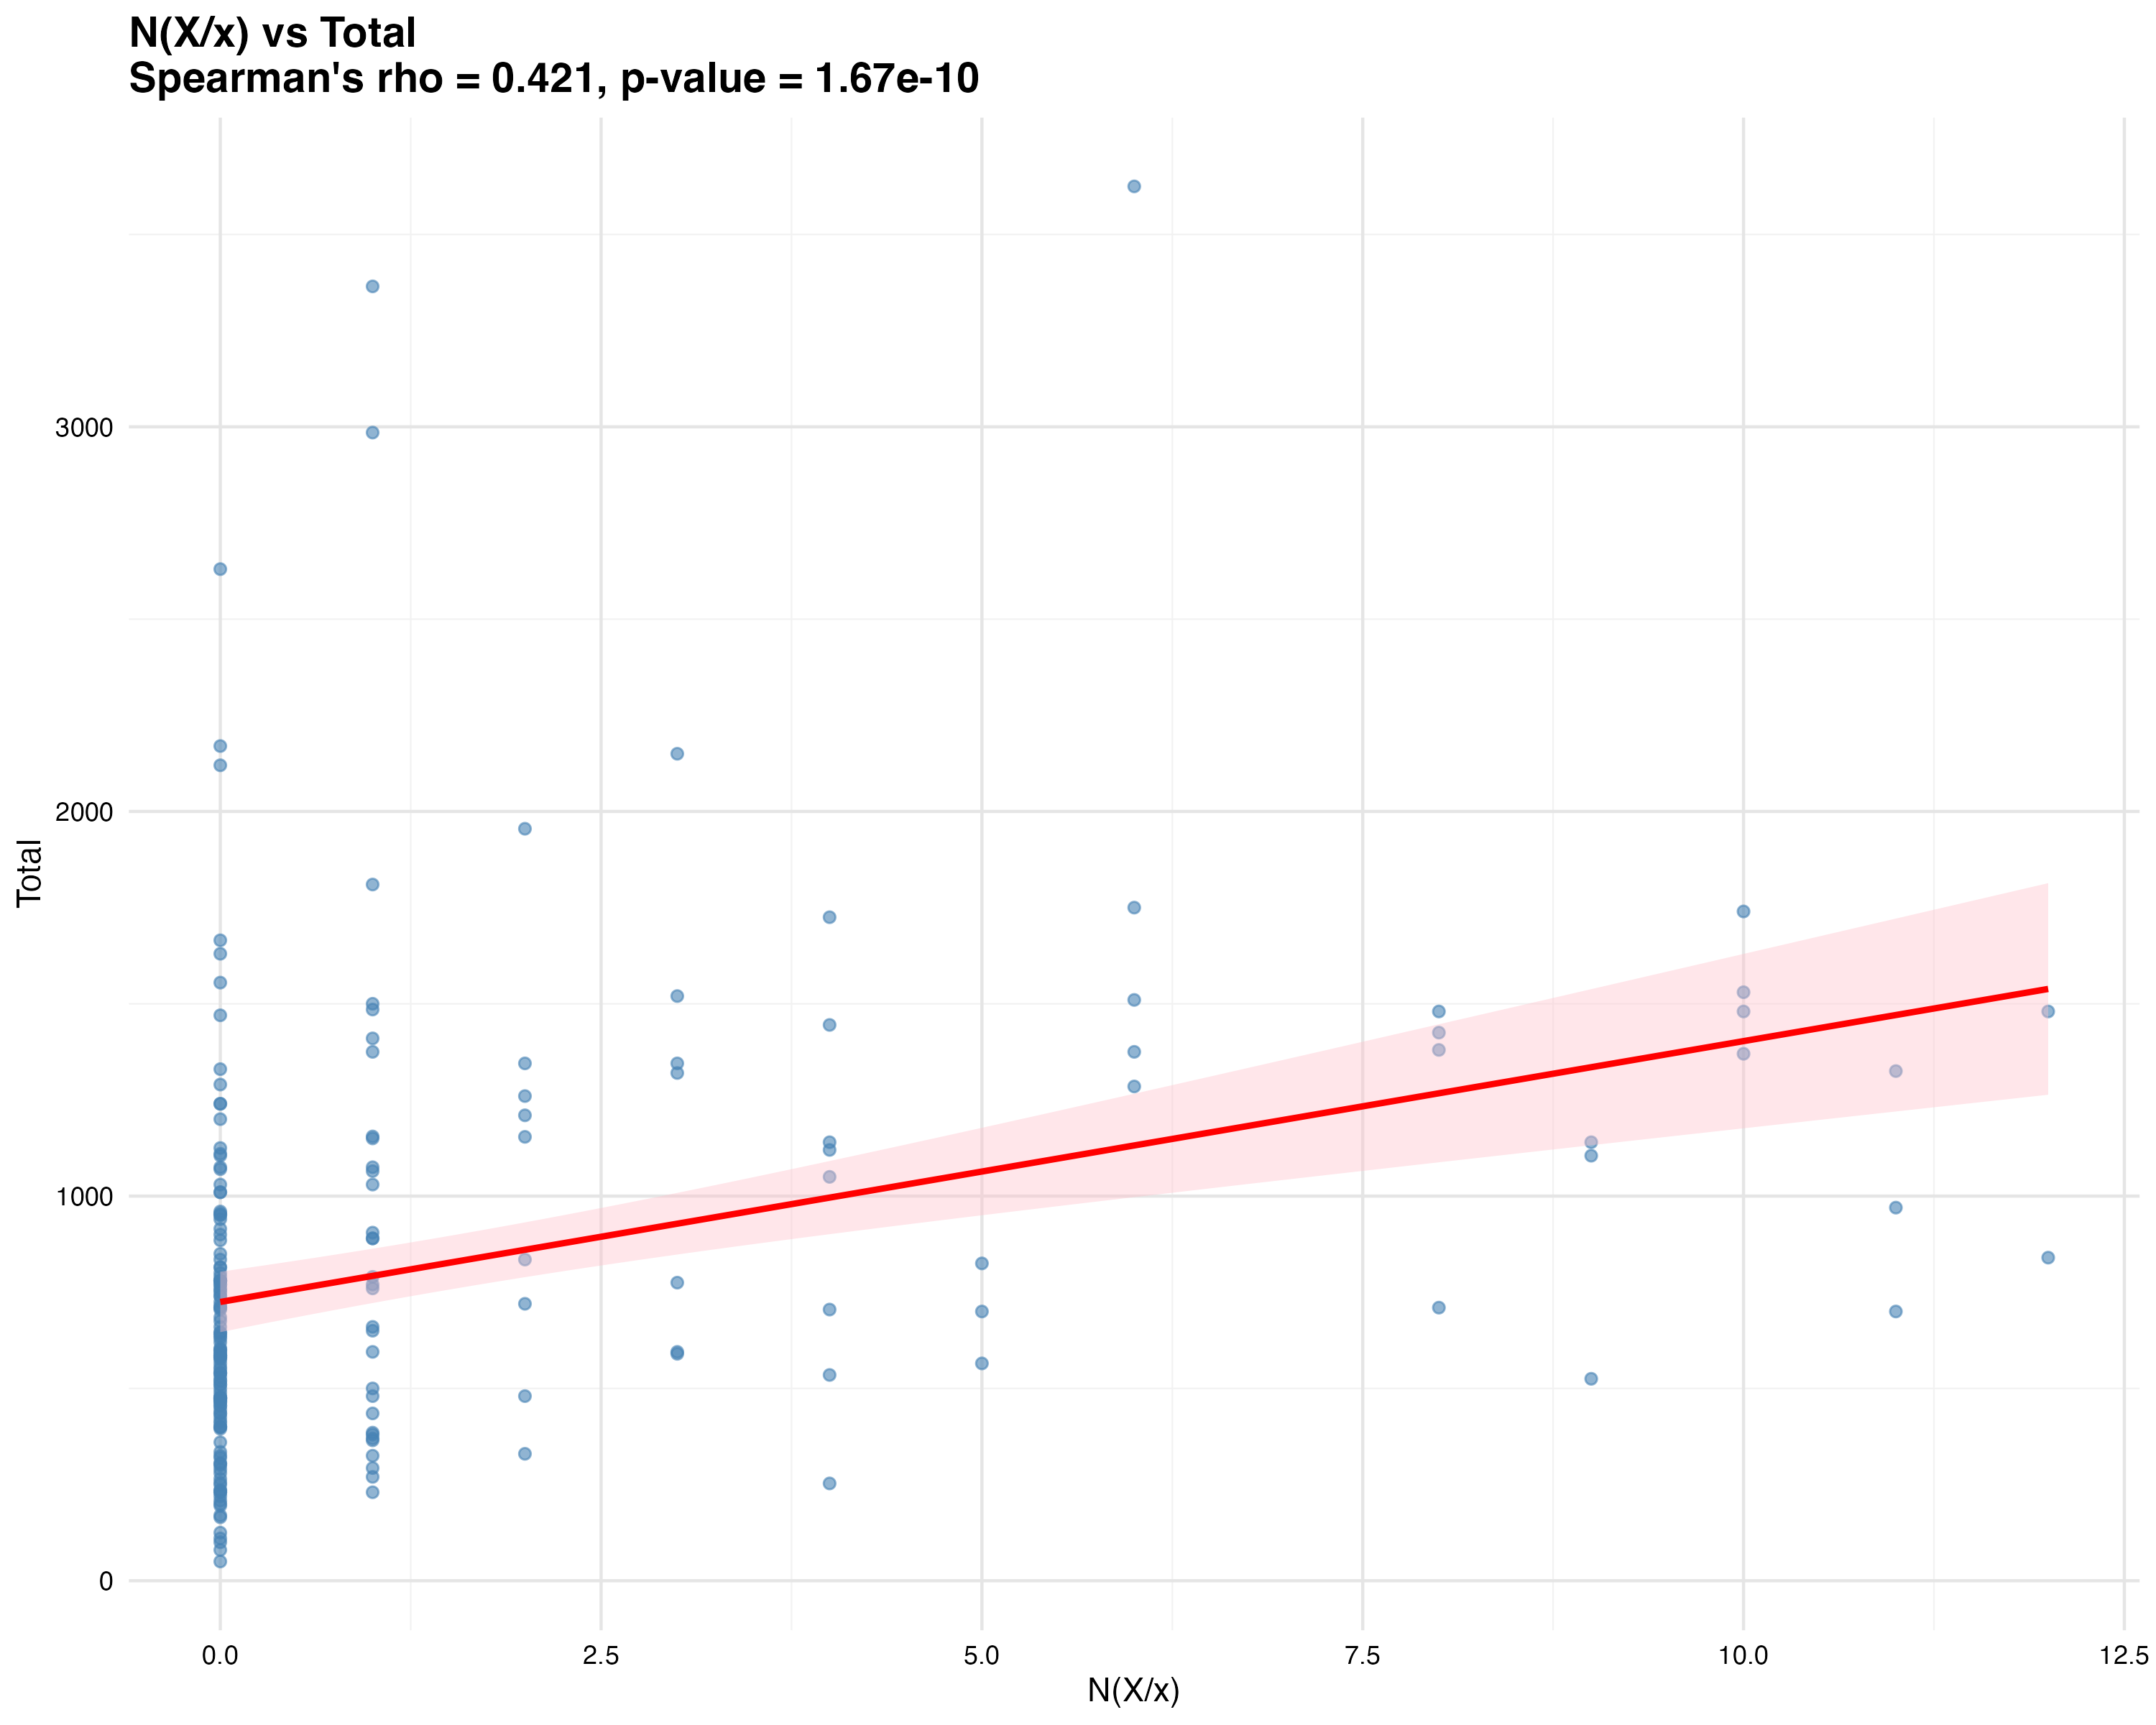 N(X/x) vs Total
Spearman's rho = 0.421, p-value = 1.67e-10
3000
2000
1000
0
Total
0.0 2.5 5.0 7.5 10.0 12.5
N(X/x)